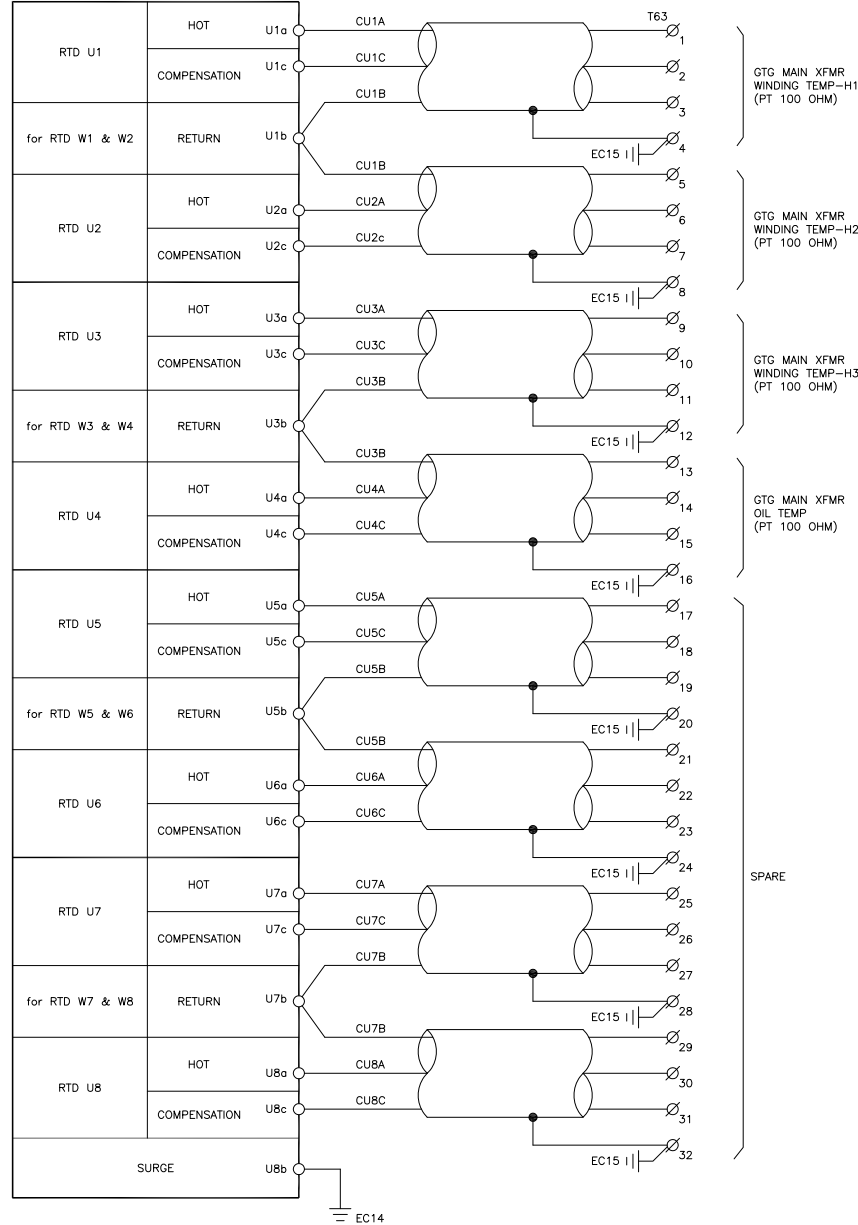 RTD U1
HOT
U1a
CU1A
T63
1
COMPENSATION
U1c
CU1C
2
GTG MAIN XFMR
WINDING TEMP-H1
(PT 100 OHM)
CU1B
3
for RTD W1 & W2
RETURN
U1b
EC15
4
CU1B
5
RTD U2
HOT
U2a
CU2A
6
GTG MAIN XFMR
WINDING TEMP-H2
(PT 100 OHM)
COMPENSATION
U2c
CU2c
7
EC15
8
RTD U3
HOT
U3a
CU3A
9
COMPENSATION
U3c
CU3C
10
GTG MAIN XFMR
WINDING TEMP-H3
(PT 100 OHM)
CU3B
11
for RTD W3 & W4
RETURN
U3b
EC15
12
CU3B
13
RTD U4
HOT
U4a
CU4A
14
GTG MAIN XFMR
OIL TEMP
(PT 100 OHM)
COMPENSATION
U4c
CU4C
15
EC15
16
RTD U5
HOT
U5a
CU5A
17
COMPENSATION
U5c
CU5C
18
CU5B
19
for RTD W5 & W6
RETURN
U5b
EC15
20
CU5B
21
RTD U6
HOT
U6a
CU6A
22
COMPENSATION
U6c
CU6C
23
EC15
24
SPARE
RTD U7
HOT
U7a
CU7A
25
COMPENSATION
U7c
CU7C
26
CU7B
27
for RTD W7 & W8
RETURN
U7b
EC15
28
CU7B
29
RTD U8
HOT
U8a
CU8A
30
COMPENSATION
U8c
CU8C
31
EC15
32
SURGE
U8b
EC14